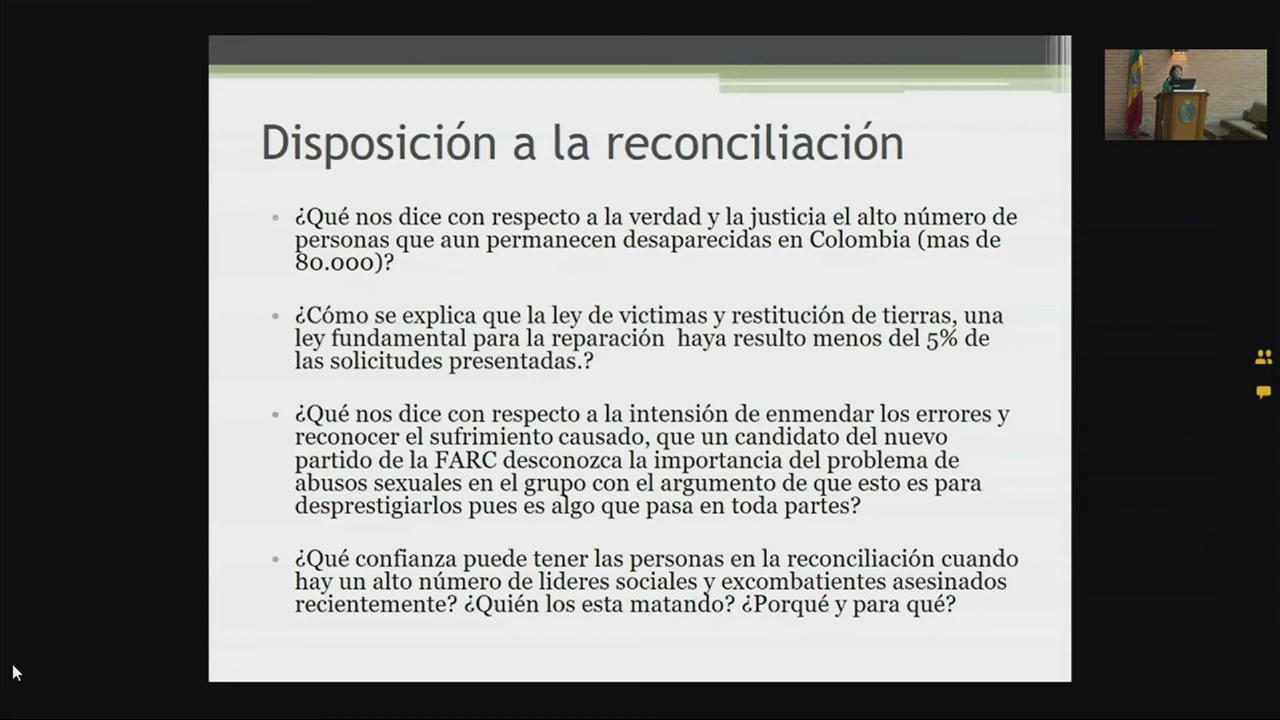 Disposición a la reconciliación
• ¿Qué nos dice con respecto a la verdad y la justicia el alto número de
personas que aun permanecen desaparecidas en Colombia (mas de
80.000)?
• ¿Cómo se explica que la ley de victimas y restitución de tierras, una
ley fundamental para la reparación  haya resulto menos del 5% de
las solicitudes presentadas.?
• ¿Qué nos dice con respecto a la intensión de enmendar los errores y
reconocer el sufrimiento causado, que un candidato del nuevo
partido de la FARC desconozca la importancia del problema de
abusos sexuales en el grupo con el argumento de que esto es para
desprestigiarlos pues es algo que pasa en toda partes?
• ¿Qué confianza puede tener las personas en la reconciliación cuando
hay un alto número de lideres sociales y excombatientes asesinados
recientemente? ¿Quién los esta matando? ¿Porqué y para qué?